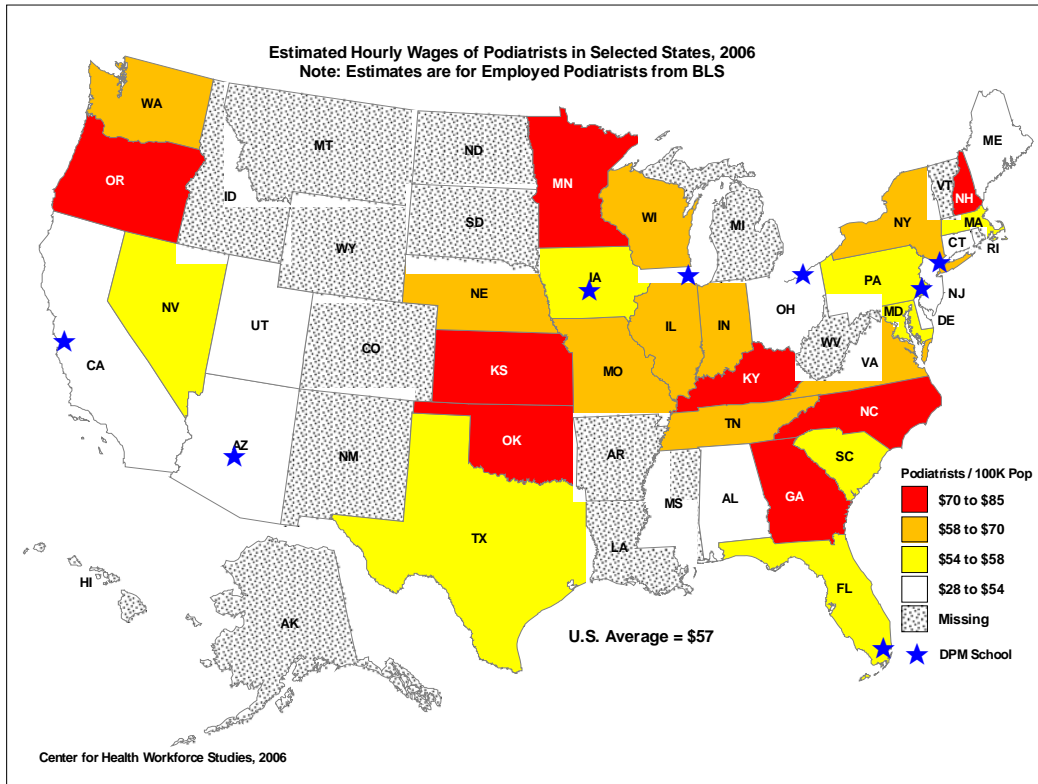 Estimated Hourly Wages of Podiatrists in Selected States, 2006
Note: Estimates are for Employed Podiatrists from BLS
WA
MT
ND
MN
ME
OR
ID
SD
WI
MI
VT
NH
NY
MA
WY
CT
RI
NV
NE
IA
PA
NJ
UT
CO
IL
IN
OH
MD
DE
CA
KS
MO
WV
VA
KY
AZ
NM
OK
AR
TN
NC
SC
TX
LA
MS
AL
GA
FL
HI
AK
Podiatrists / 100K Pop
$70 to $85
$58 to $70
$54 to $58
$28 to $54
Missing
DPM School
U.S. Average = $57
Center for Health Workforce Studies, 2006